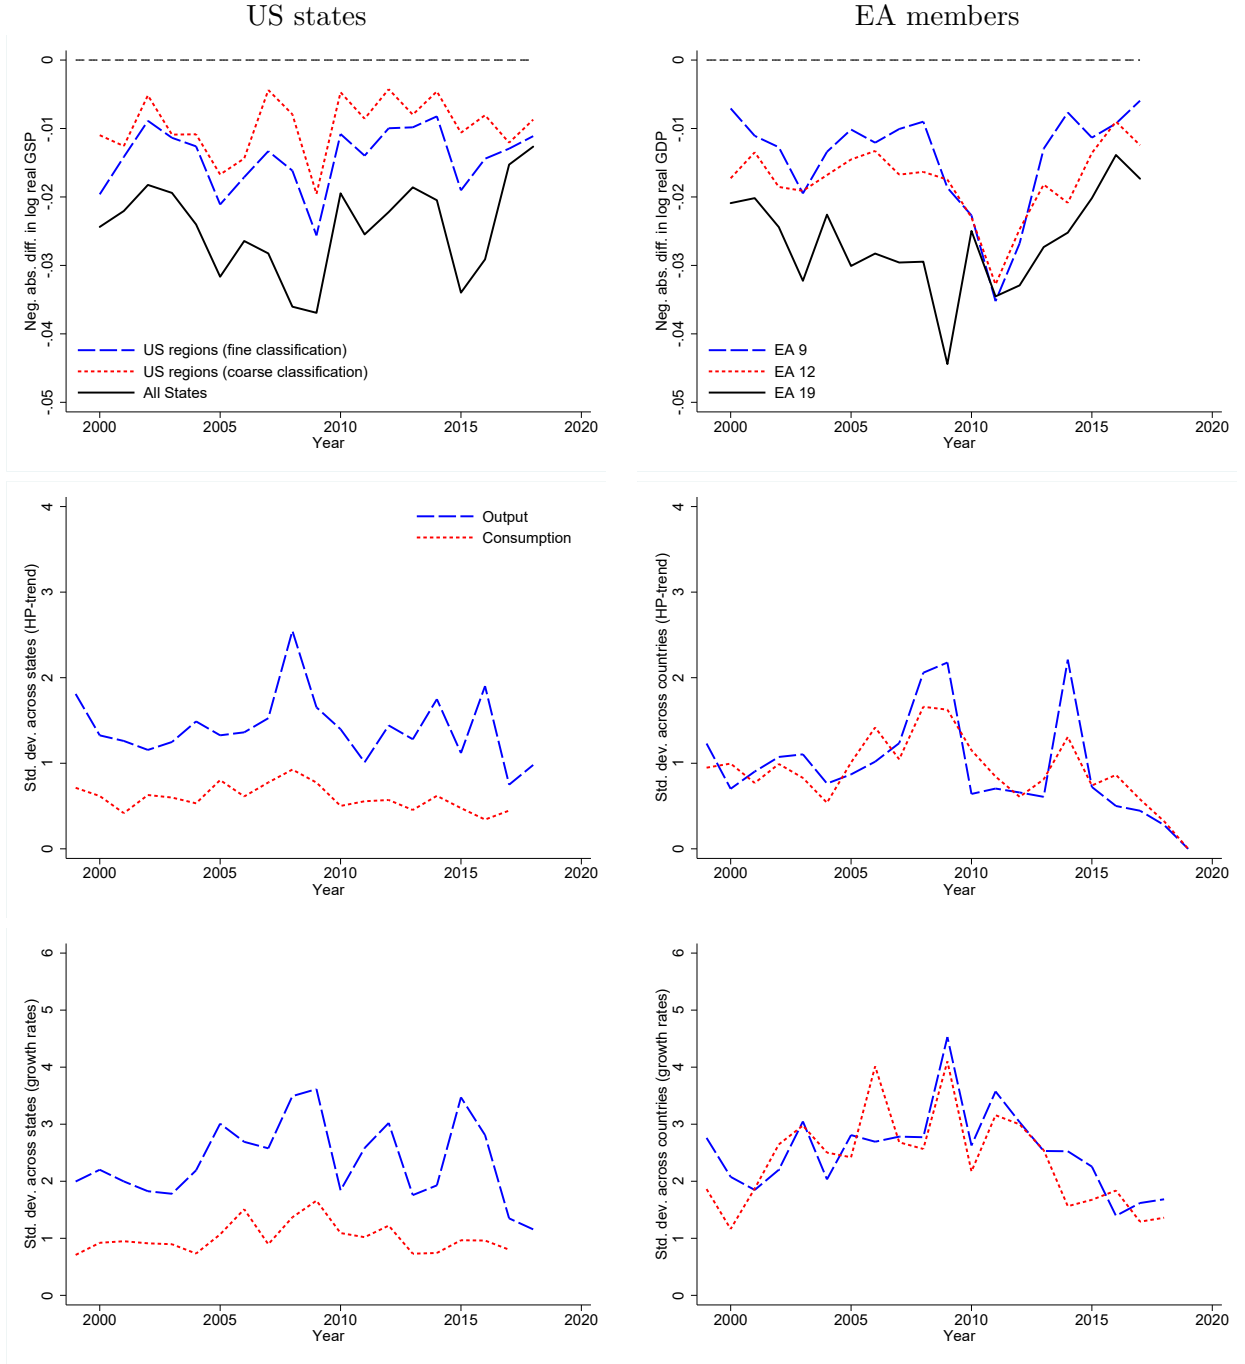 US states
EA members
Neg. abs. diff. in log real GSP
0
-.01
-.02
-.03
-.04
-.05
US regions (fine classification)
US regions (coarse classification)
All States
2000 2005 2010 2015 2020
Year
Neg. abs. diff. in log real GDP
0
-.01
-.02
-.03
-.04
-.05
EA 9
EA 12
EA 19
2000 2005 2010 2015 2020
Year
Std. dev. across states (HP-trend)
4
3
2
1
0
Output
Consumption
2000 2005 2010 2015 2020
Year
Std. dev. across countries (HP-trend)
4
3
2
1
0
2000 2005 2010 2015 2020
Year
Std. dev. across states (growth rates)
6
5
4
3
2
1
0
2000 2005 2010 2015 2020
Year
Std. dev. across countries (growth rates)
6
5
4
3
2
1
0
2000 2005 2010 2015 2020
Year